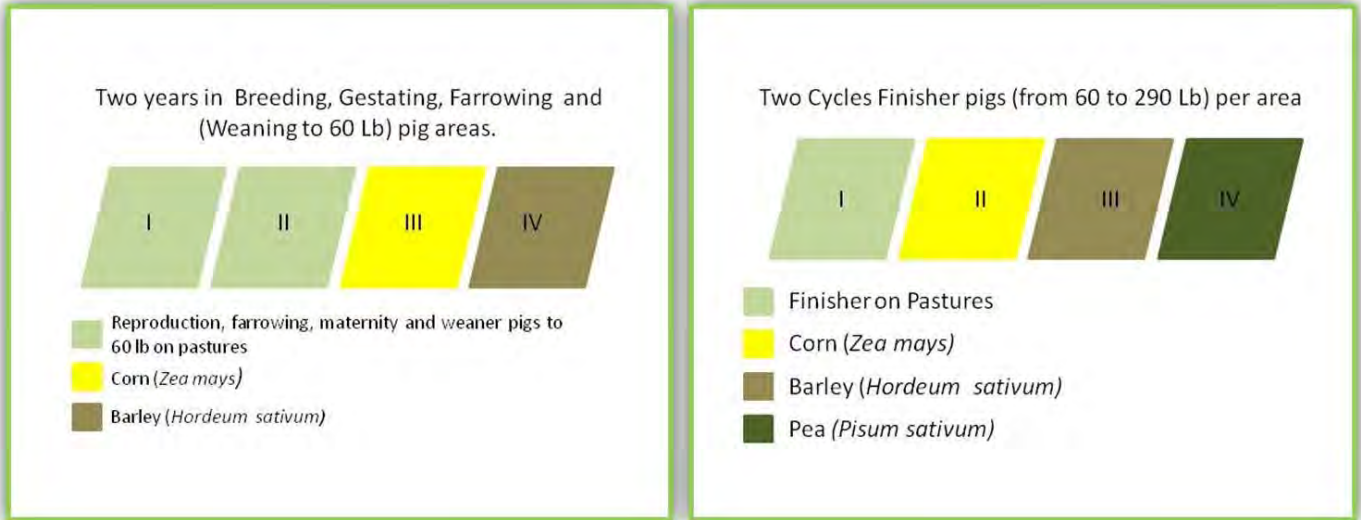 Two years in Breeding, Gestating, Farrowing and
(Weaning to 60 Lb) pig areas.
I II III IV
Reproduction, farrowing, maternity and weaner pigs to
60 lb on pastures
Corn (Zea mays)
Barley (Hordeum sativum)
Two Cycles Finisher pigs (from 60 to 290 Lb) per area
I II III IV
Finisher on Pastures
Corn (Zea mays)
Barley (Hordeum sativum)
Pea (Pisum sativum)